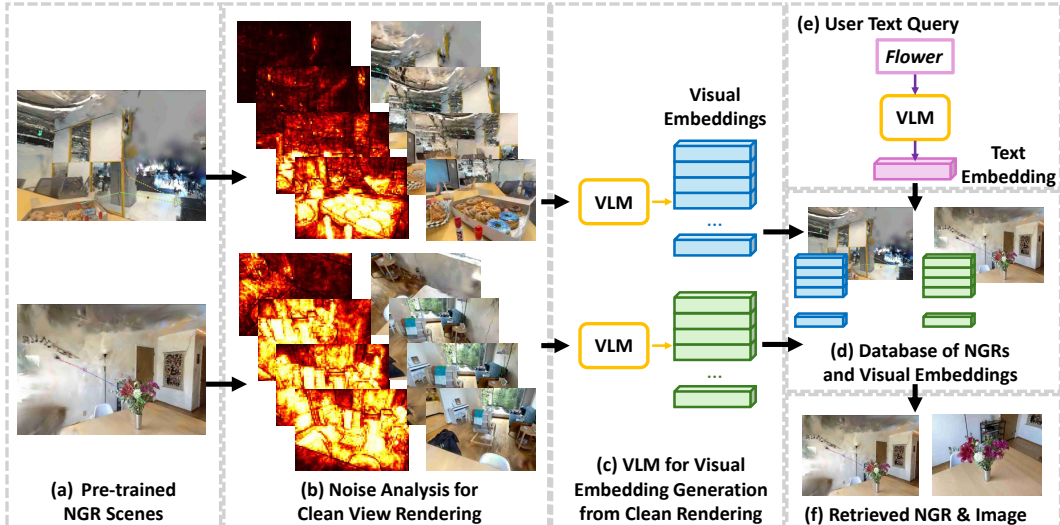 (a) Pre-trained
NGR Scenes
(b) Noise Analysis for
Clean View Rendering
Visual
Embeddings
VLM
...
VLM
...
(c) VLM for Visual
Embedding Generation
from Clean Rendering
(e) User Text Query
Flower
VLM
Text
Embedding
(d) Database of NGRs
and Visual Embeddings
(f) Retrieved NGR & Image